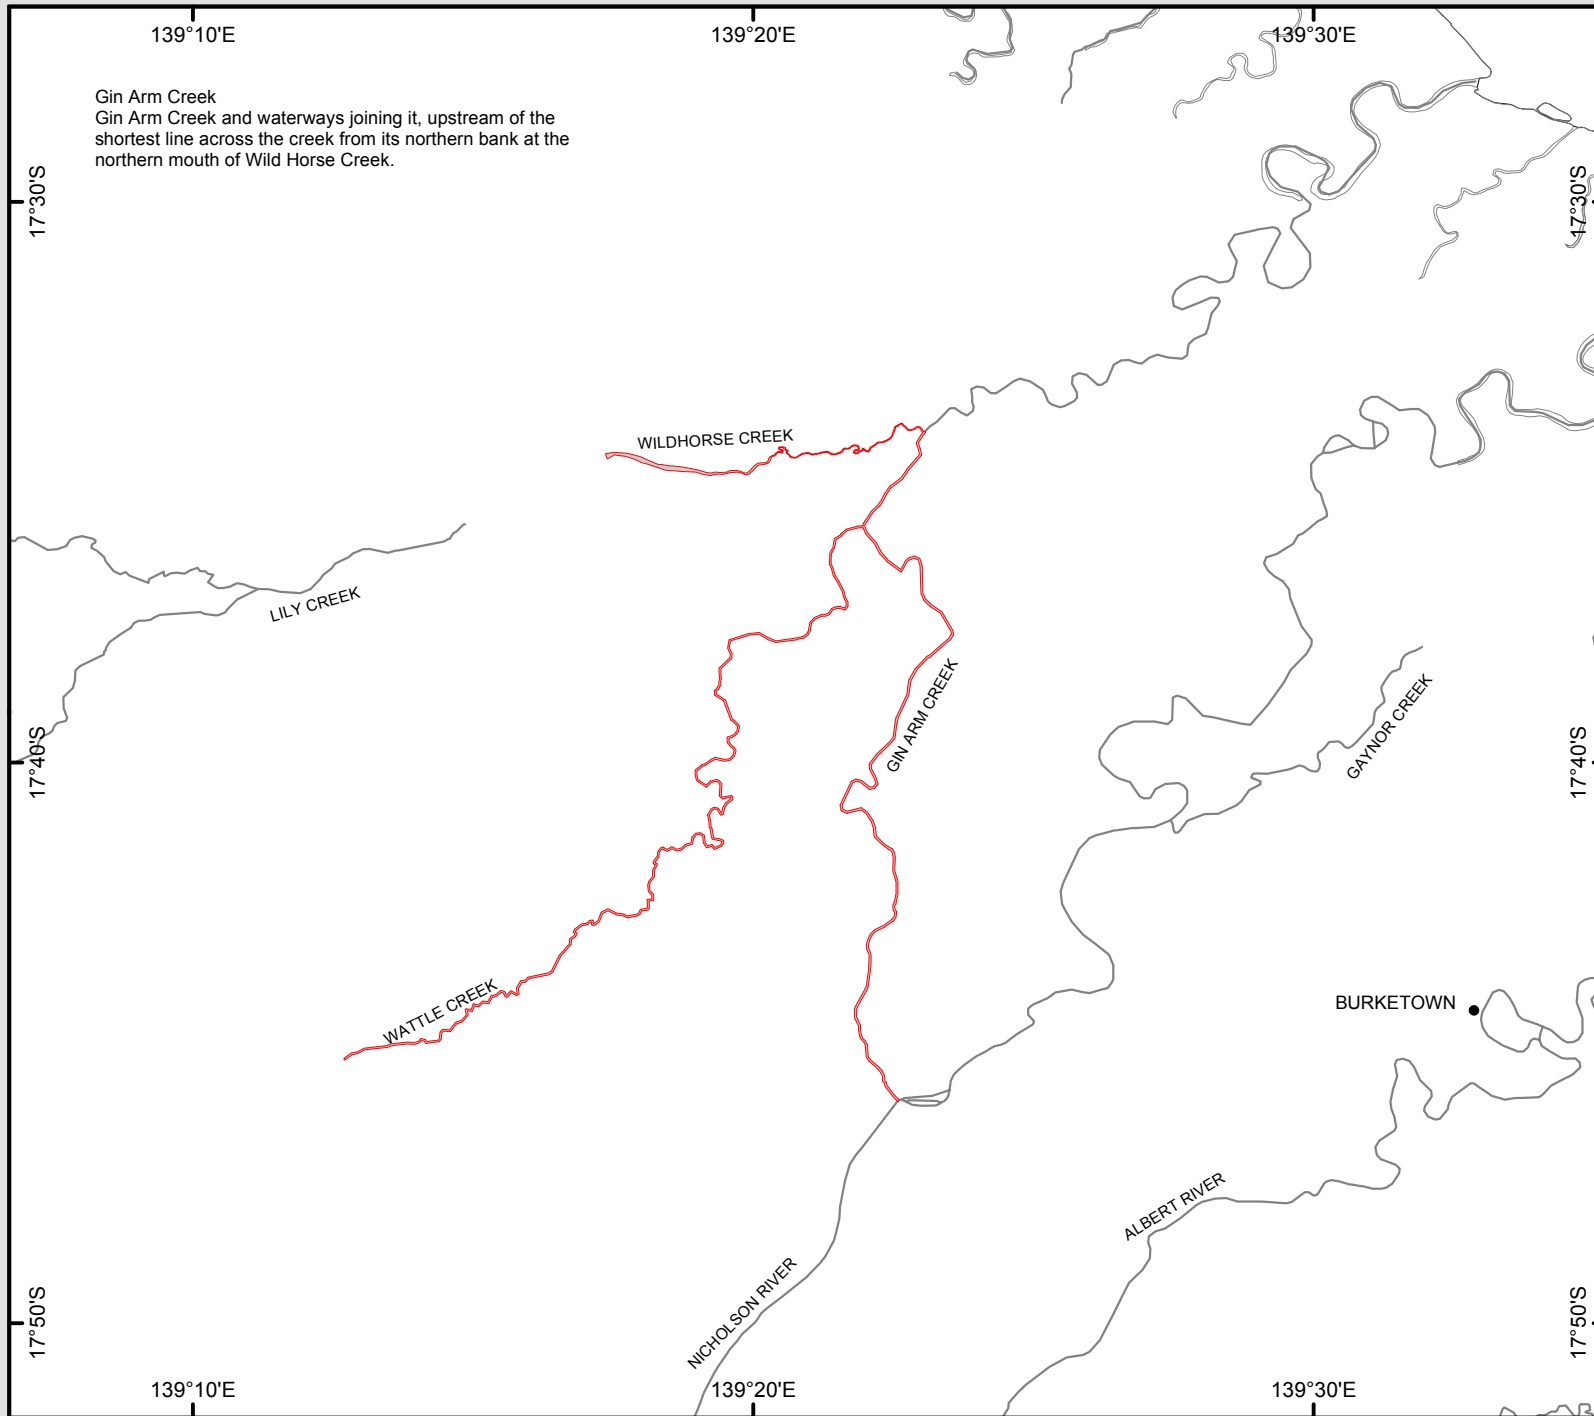 139°10'E
139°20'E
139°30'E
Gin Arm Creek
Gin Arm Creek and waterways joining it, upstream of the
shortest line across the creek from its northern bank at the
northern mouth of Wild Horse Creek.
17°30'S
17°30'S
WILDHORSE CREEK
LILY CREEK
GIN ARM CREEK
GAYNOR CREEK
17°40'S
17°40'S
WATTLE CREEK
BURKETOWN
ALBERT RIVER
NICHOLSON RIVER
17°50'S
17°50'S
139°10'E
139°20'E
139°30'E